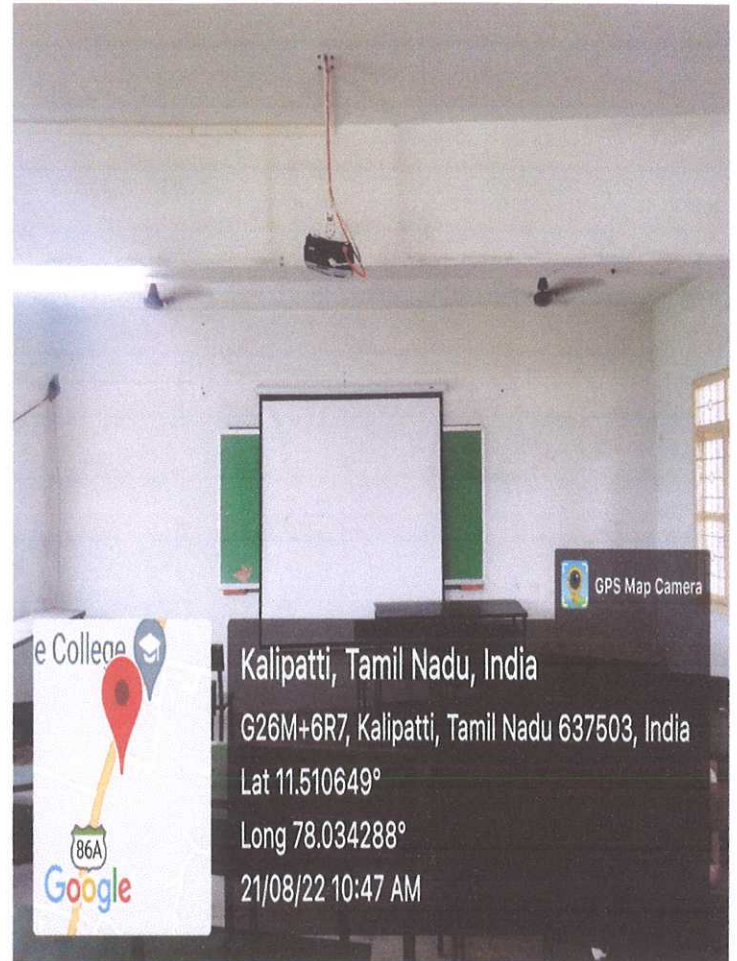 GPS Map Camera
e College
86A
Google
Kalipatti, Tamil Nadu, India
G26M+6R7, Kalipatti, Tamil Nadu 637503, India
Lat 11.510649°
Long 78.034288°
21/08/22 10:47 AM